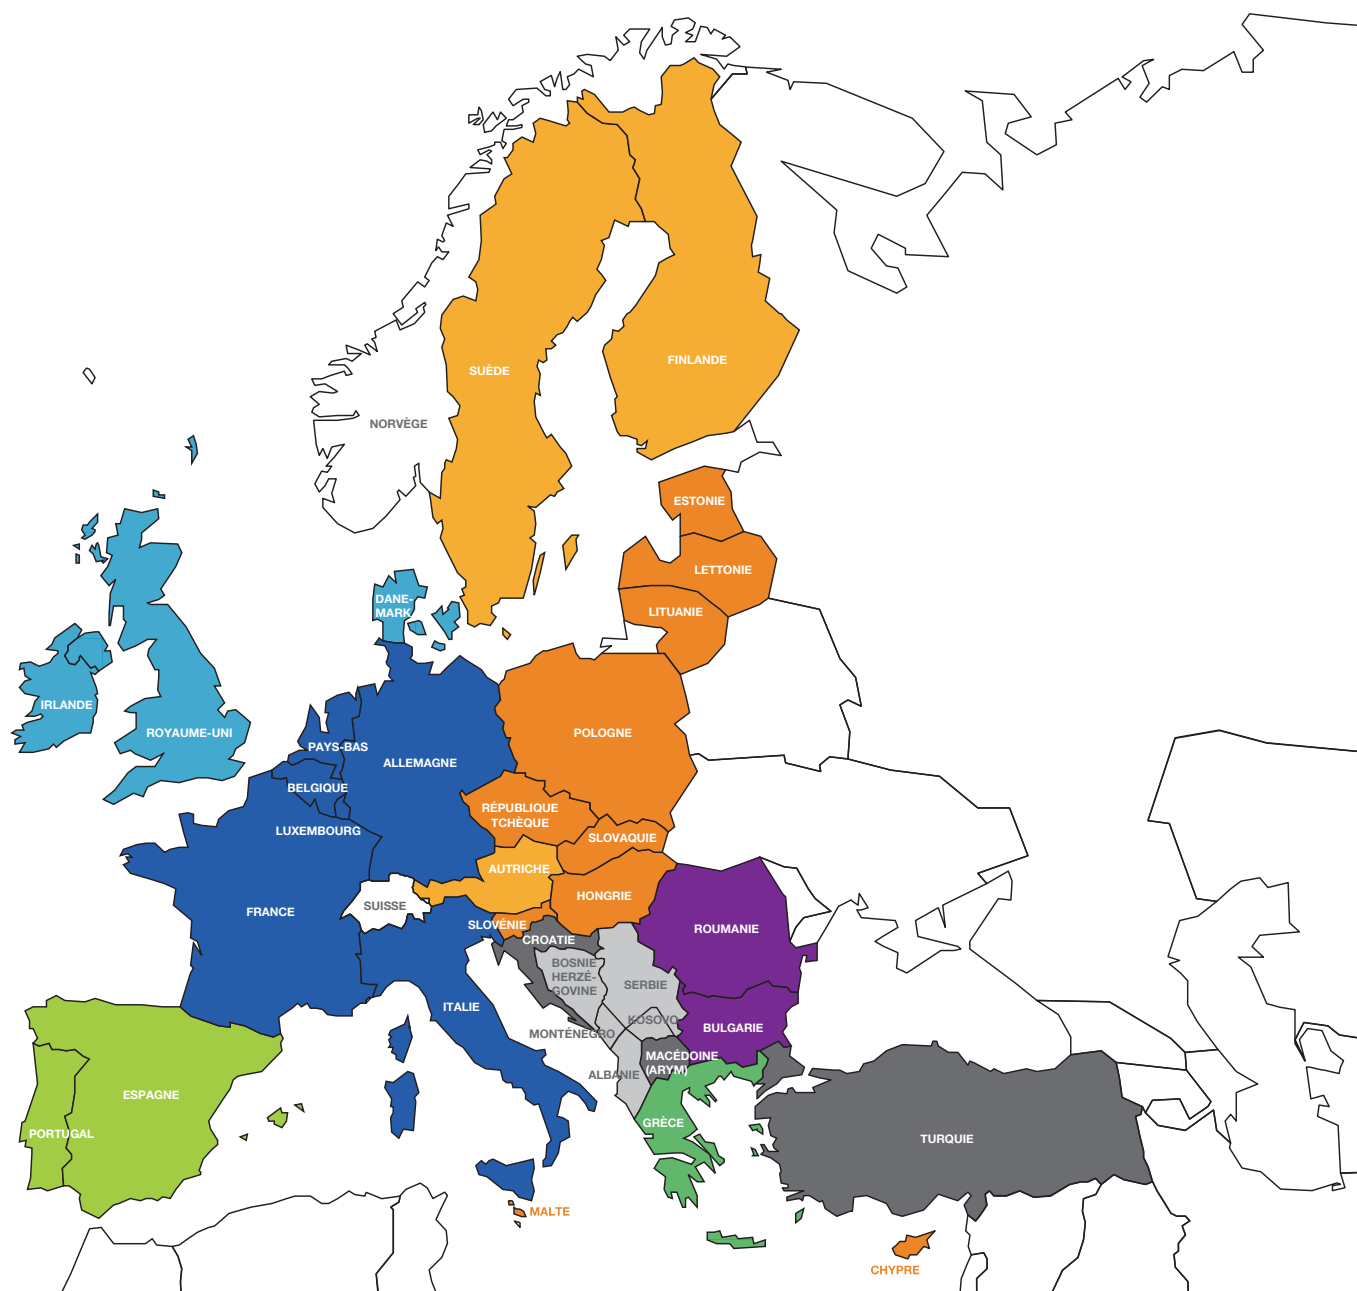 FINLANDE
SUÈDE
NORVÈGE
ESTONIE
LETTONIE
DANE-
MARK
LITUANIE
IRLANDE
ROYAUME-UNI
POLOGNE
PAYS-BAS
ALLEMAGNE
BELGIQUE
RÉPUBLIQUE
TCHÈQUE
LUXEMBOURG
SLOVAQUIE
AUTRICHE
HONGRIE
SUISSE
FRANCE
SLOVÉNIE
ROUMANIE
CROATIE
BOSNIE
HERZÉ-
GOVINE
SERBIE
ITALIE
KOSOVO
BULGARIE
MONTÉNEGRO
MACÉDOINE
(ARYM)
ALBANIE
ESPAGNE
GRÈCE
PORTUGAL
TURQUIE
MALTE
CHYPRE